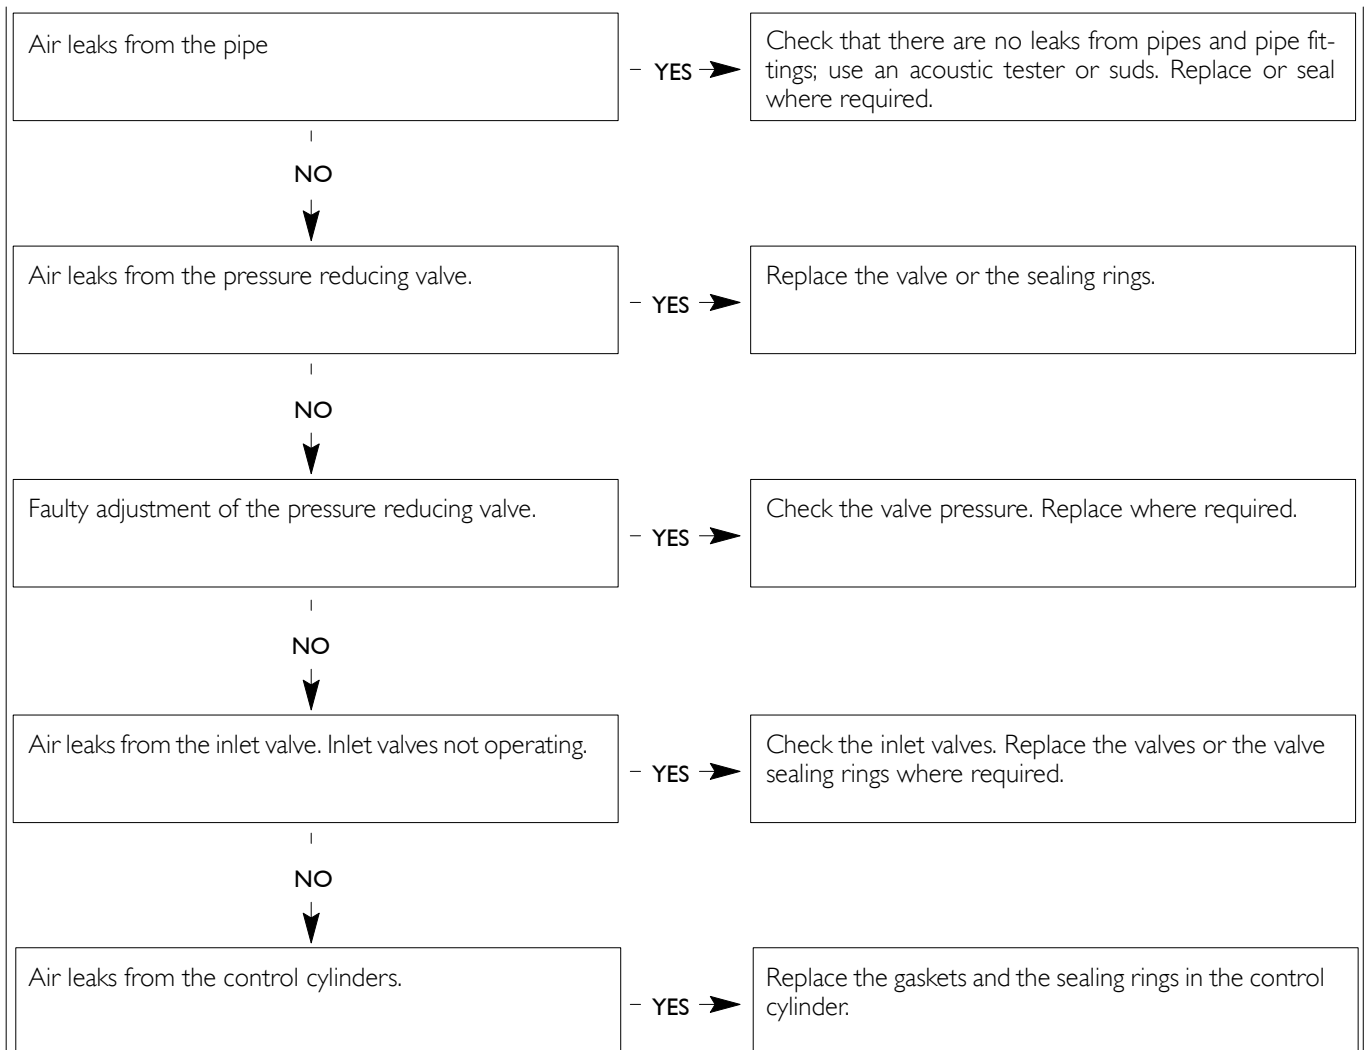 Air leaks from the pipe
YES
Check that there are no leaks from pipes and pipe fit-
tings; use an acoustic tester or suds. Replace or seal
where required.
NO
Air leaks from the pressure reducing valve.
YES
Replace the valve or the sealing rings.
NO
Faulty adjustment of the pressure reducing valve.
YES
Check the valve pressure. Replace where required.
NO
Air leaks from the inlet valve. Inlet valves not operating.
YES
Check the inlet valves. Replace the valves or the valve
sealing rings where required.
NO
Air leaks from the control cylinders.
YES
Replace the gaskets and the sealing rings in the control
cylinder.